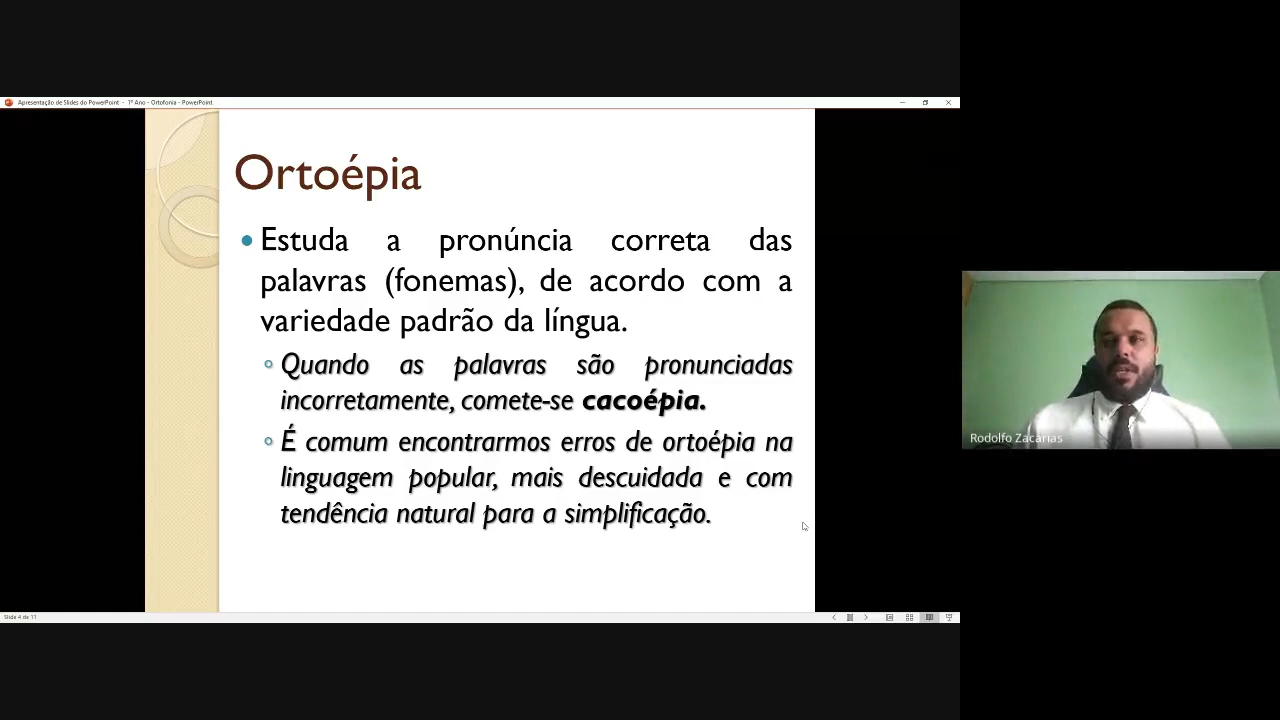 Apresentação de Slides do PowerPoint - 1º Ano - Ortofonia - PowerPoint
Ortoépia
Estuda a pronúncia correta das
palavras (fonemas), de acordo com a
variedade padrão da língua.
Quando as palavras são pronunciadas
incorretamente, comete-se cacoépia.
É comum encontrarmos erros de ortoépia na
linguagem popular, mais descuidada e com
tendência natural para a simplificação.
Slide 4 de 11
Rodolfo Zacarias